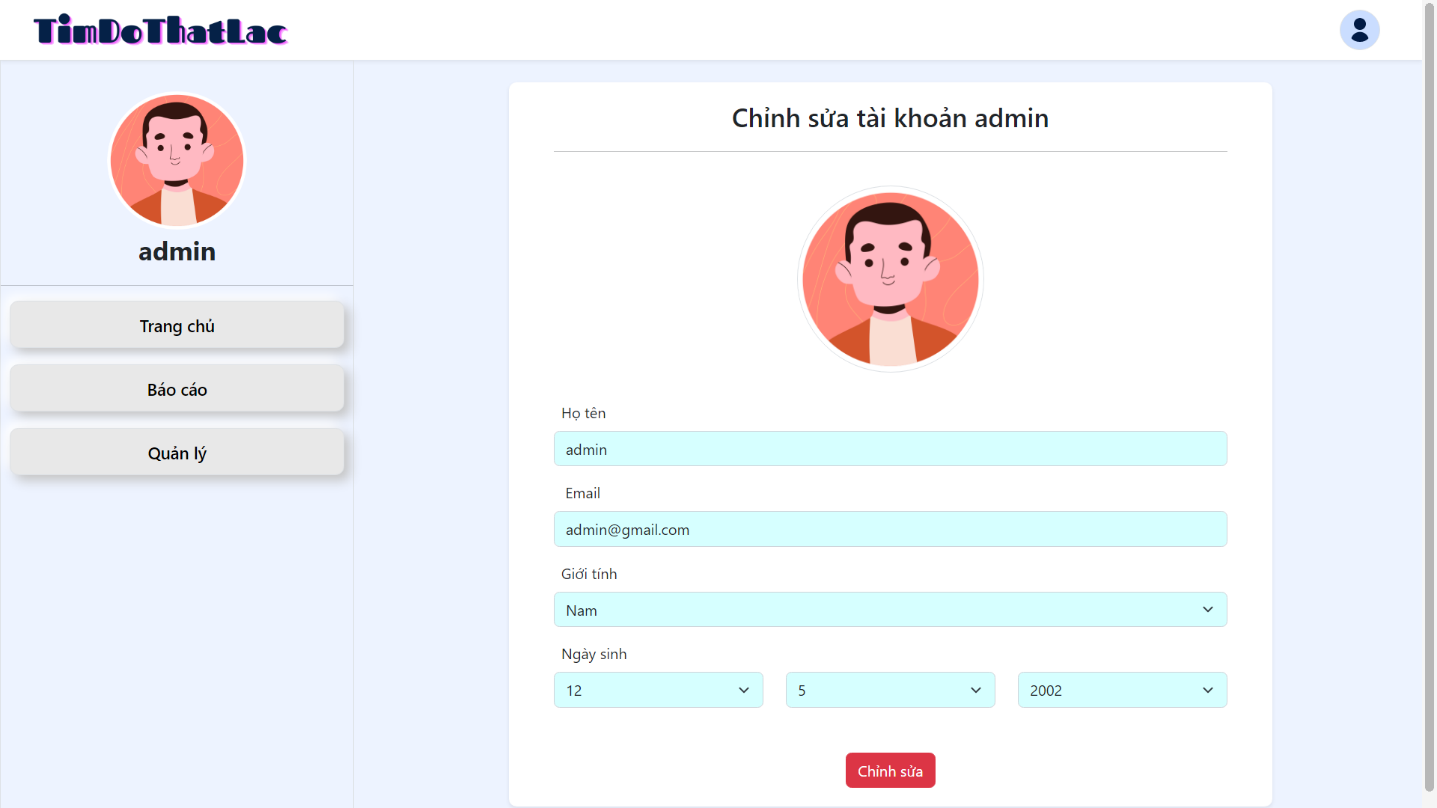 TimDoThatLac
admin
Trang chủ
Báo cáo
Quản lý
Chỉnh sửa tài khoản admin
Họ tên
admin
Email
admin@gmail.com
Giới tính
Nam
Ngày sinh
12 5 2002
Chỉnh sửa